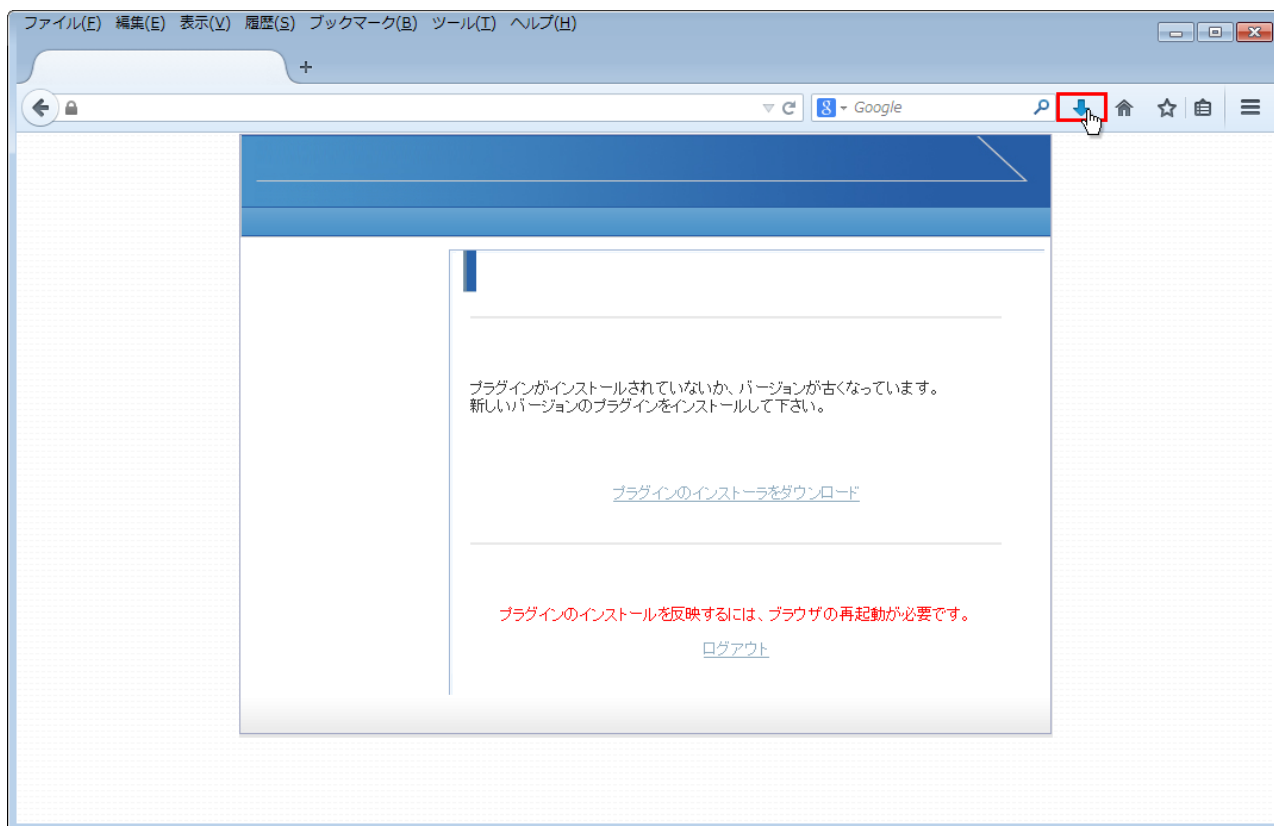 ファイル(F) 編集(E) 表示(V) 履歴(S) ブックマーク(B) ツール(T) ヘルプ(H)
Google
プラグインがインストールされていないか、バージョンが古くなっています。
新しいバージョンのプラグインをインストールして下さい。
プラグインのインストーラをダウンロード
プラグインのインストールを反映するには、ブラウザの再起動が必要です。
ログアウト